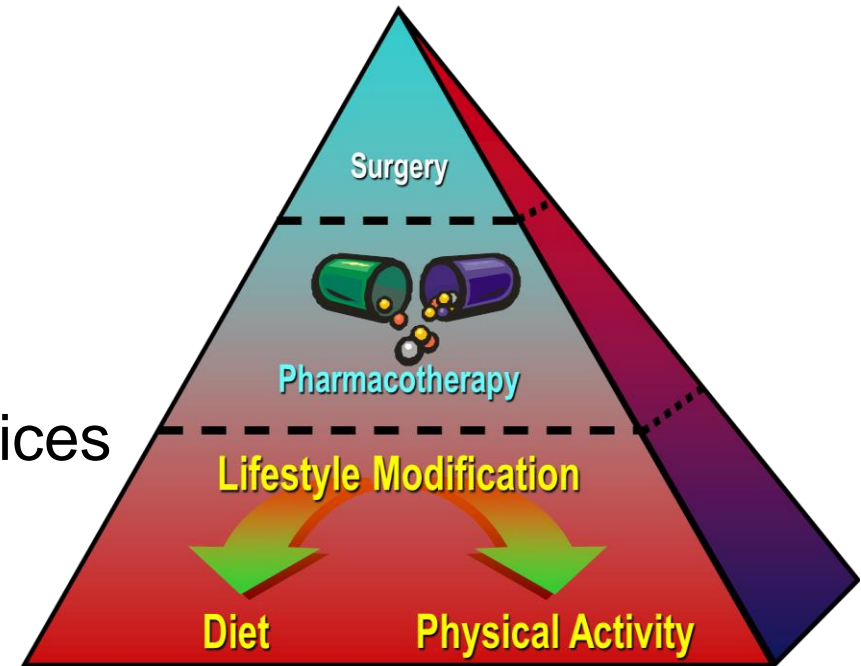 Surgery
Pharmacotherapy
ices
Lifestyle Modification
Diet Physical Activity